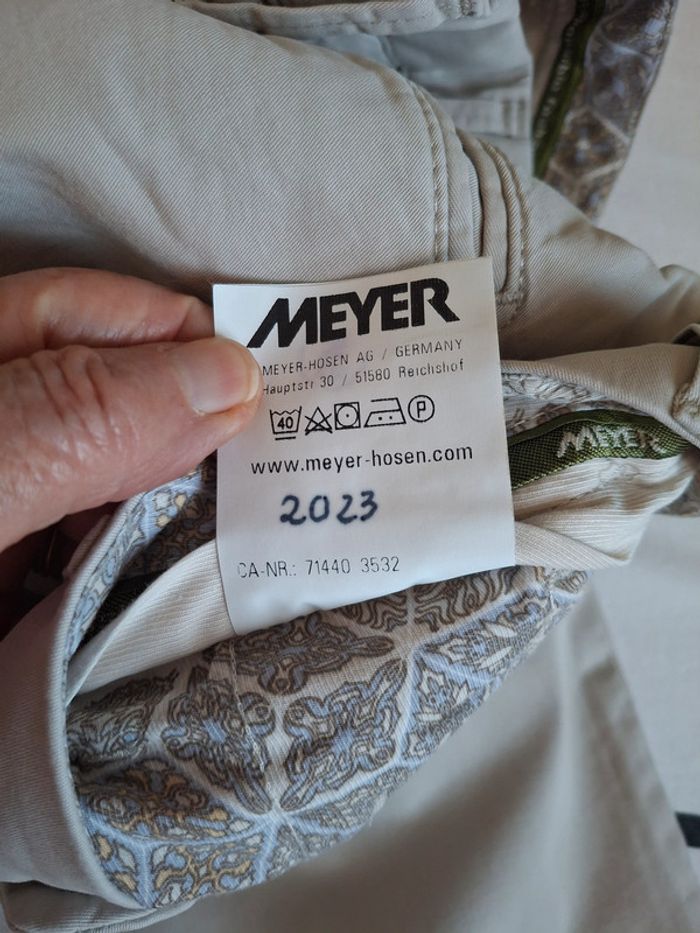 MEYER
MEYER-HOSEN AG / GERMANY
Hauptstr 30 / 51580 Reichshof
40 P
www.meyer-hosen.com
MEYER
2023
CA-NR.: 71440 3532